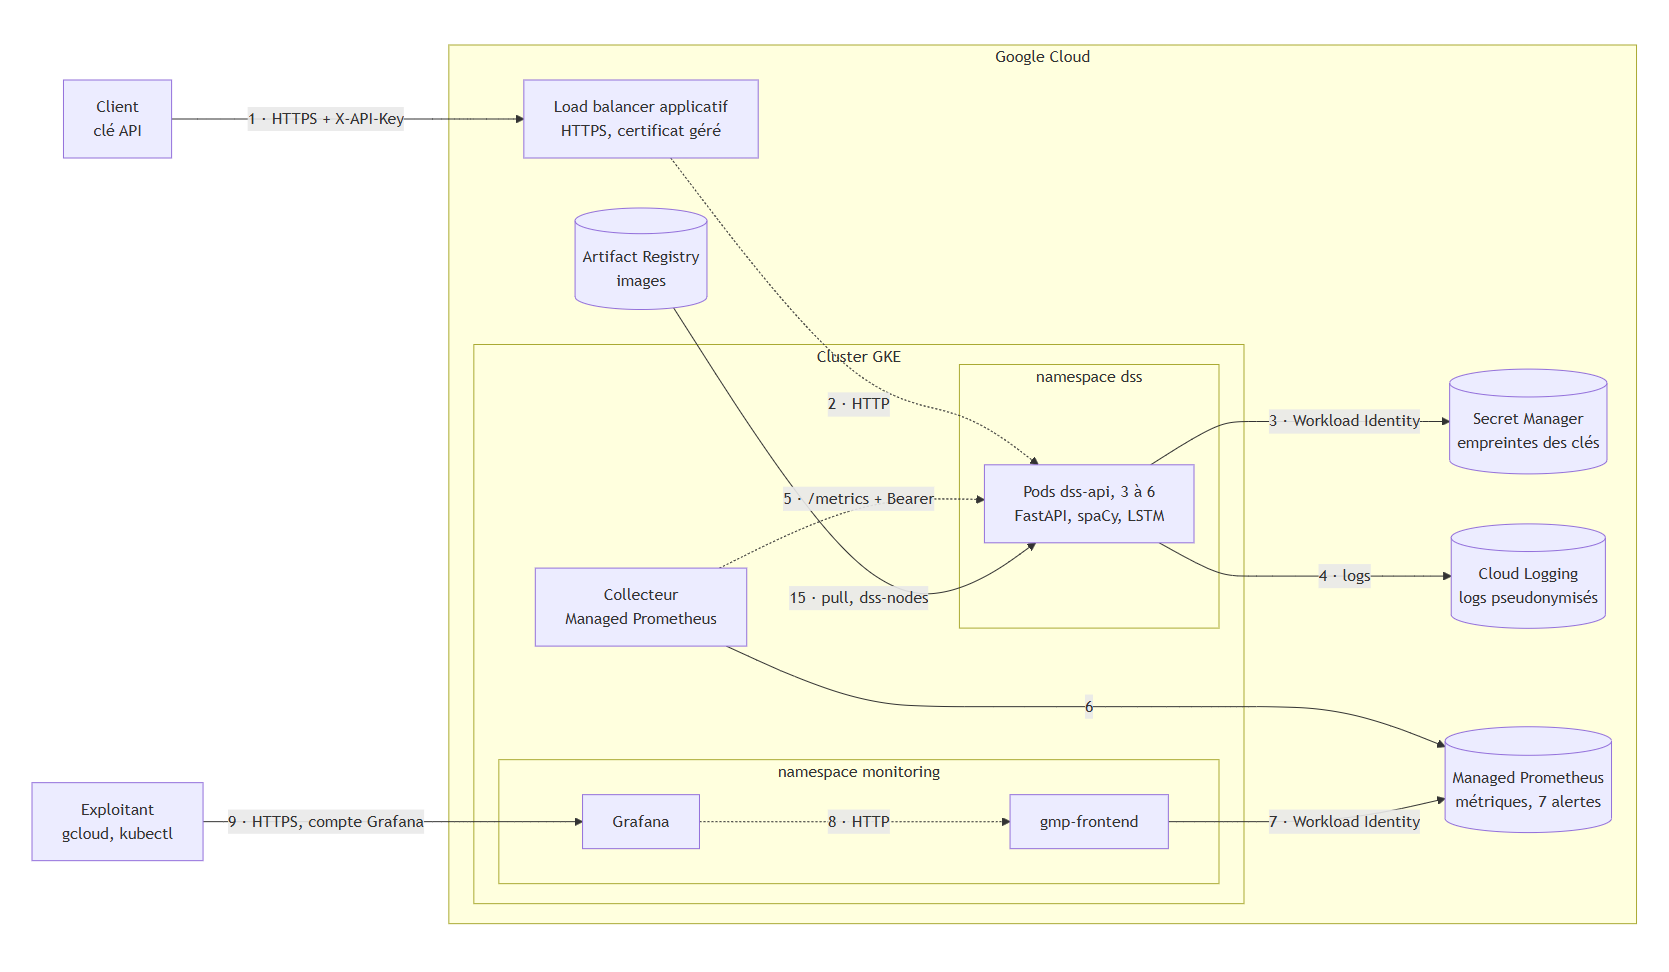 Google Cloud
Client
clé API
1 · HTTPS + X-API-Key
Load balancer applicatif
HTTPS, certificat géré
Artifact Registry
images
Cluster GKE
namespace dss
2 · HTTP
3 · Workload Identity
Secret Manager
empreintes des clés
5 · /metrics + Bearer
Pods dss-api, 3 à 6
FastAPI, spaCy, LSTM
4 · logs
Cloud Logging
logs pseudonymisés
Collecteur
Managed Prometheus
15 · pull, dss-nodes
6
namespace monitoring
Managed Prometheus
métriques, 7 alertes
Exploitant
gcloud, kubectl
9 · HTTPS, compte Grafana
Grafana
8 · HTTP
gmp-frontend
7 · Workload Identity